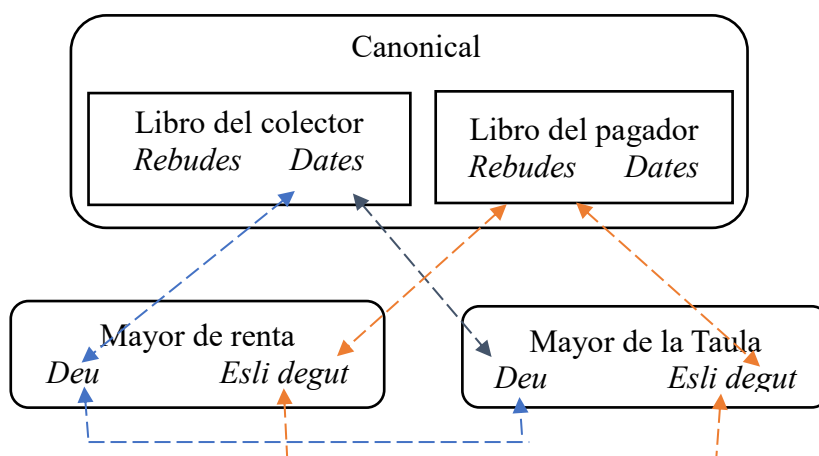 Canonical
Libro del colector
Rebudes Dates
Libro del pagador
Rebudes Dates
Mayor de renta
Deu Esli degut
Mayor de la Taula
Deu Esli degut